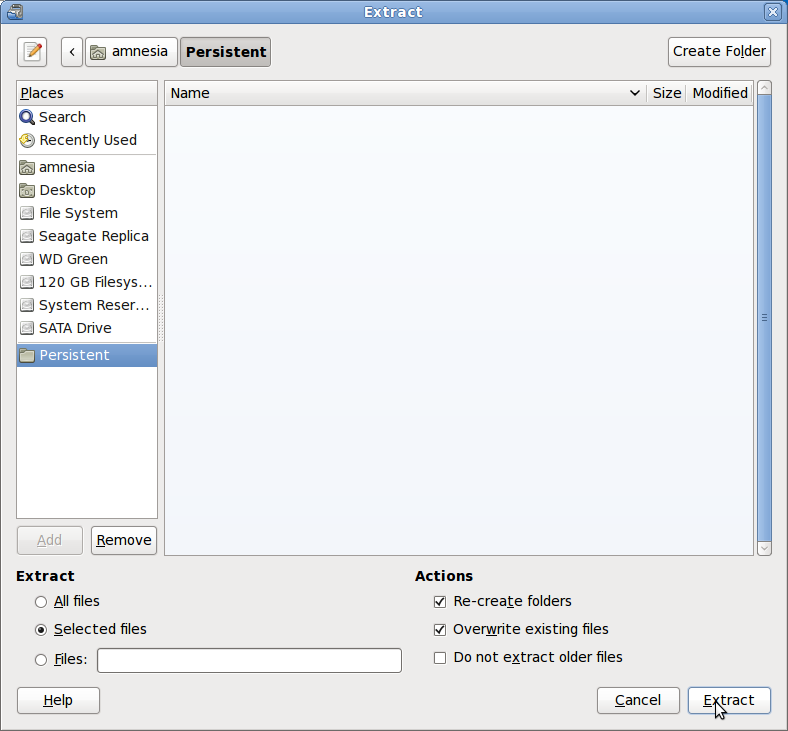 Extract
< amnesia Persistent Create Folder
Places
Name Size Modified
Search
Recently Used
amnesia
Desktop
File System
Seagate Replica
WD Green
120 GB Filesys...
System Reser...
SATA Drive
Persistent
Add Remove
Extract
Actions
All files
Re-create folders
Selected files
Overwrite existing files
Files:
Do not extract older files
Help Cancel Extract